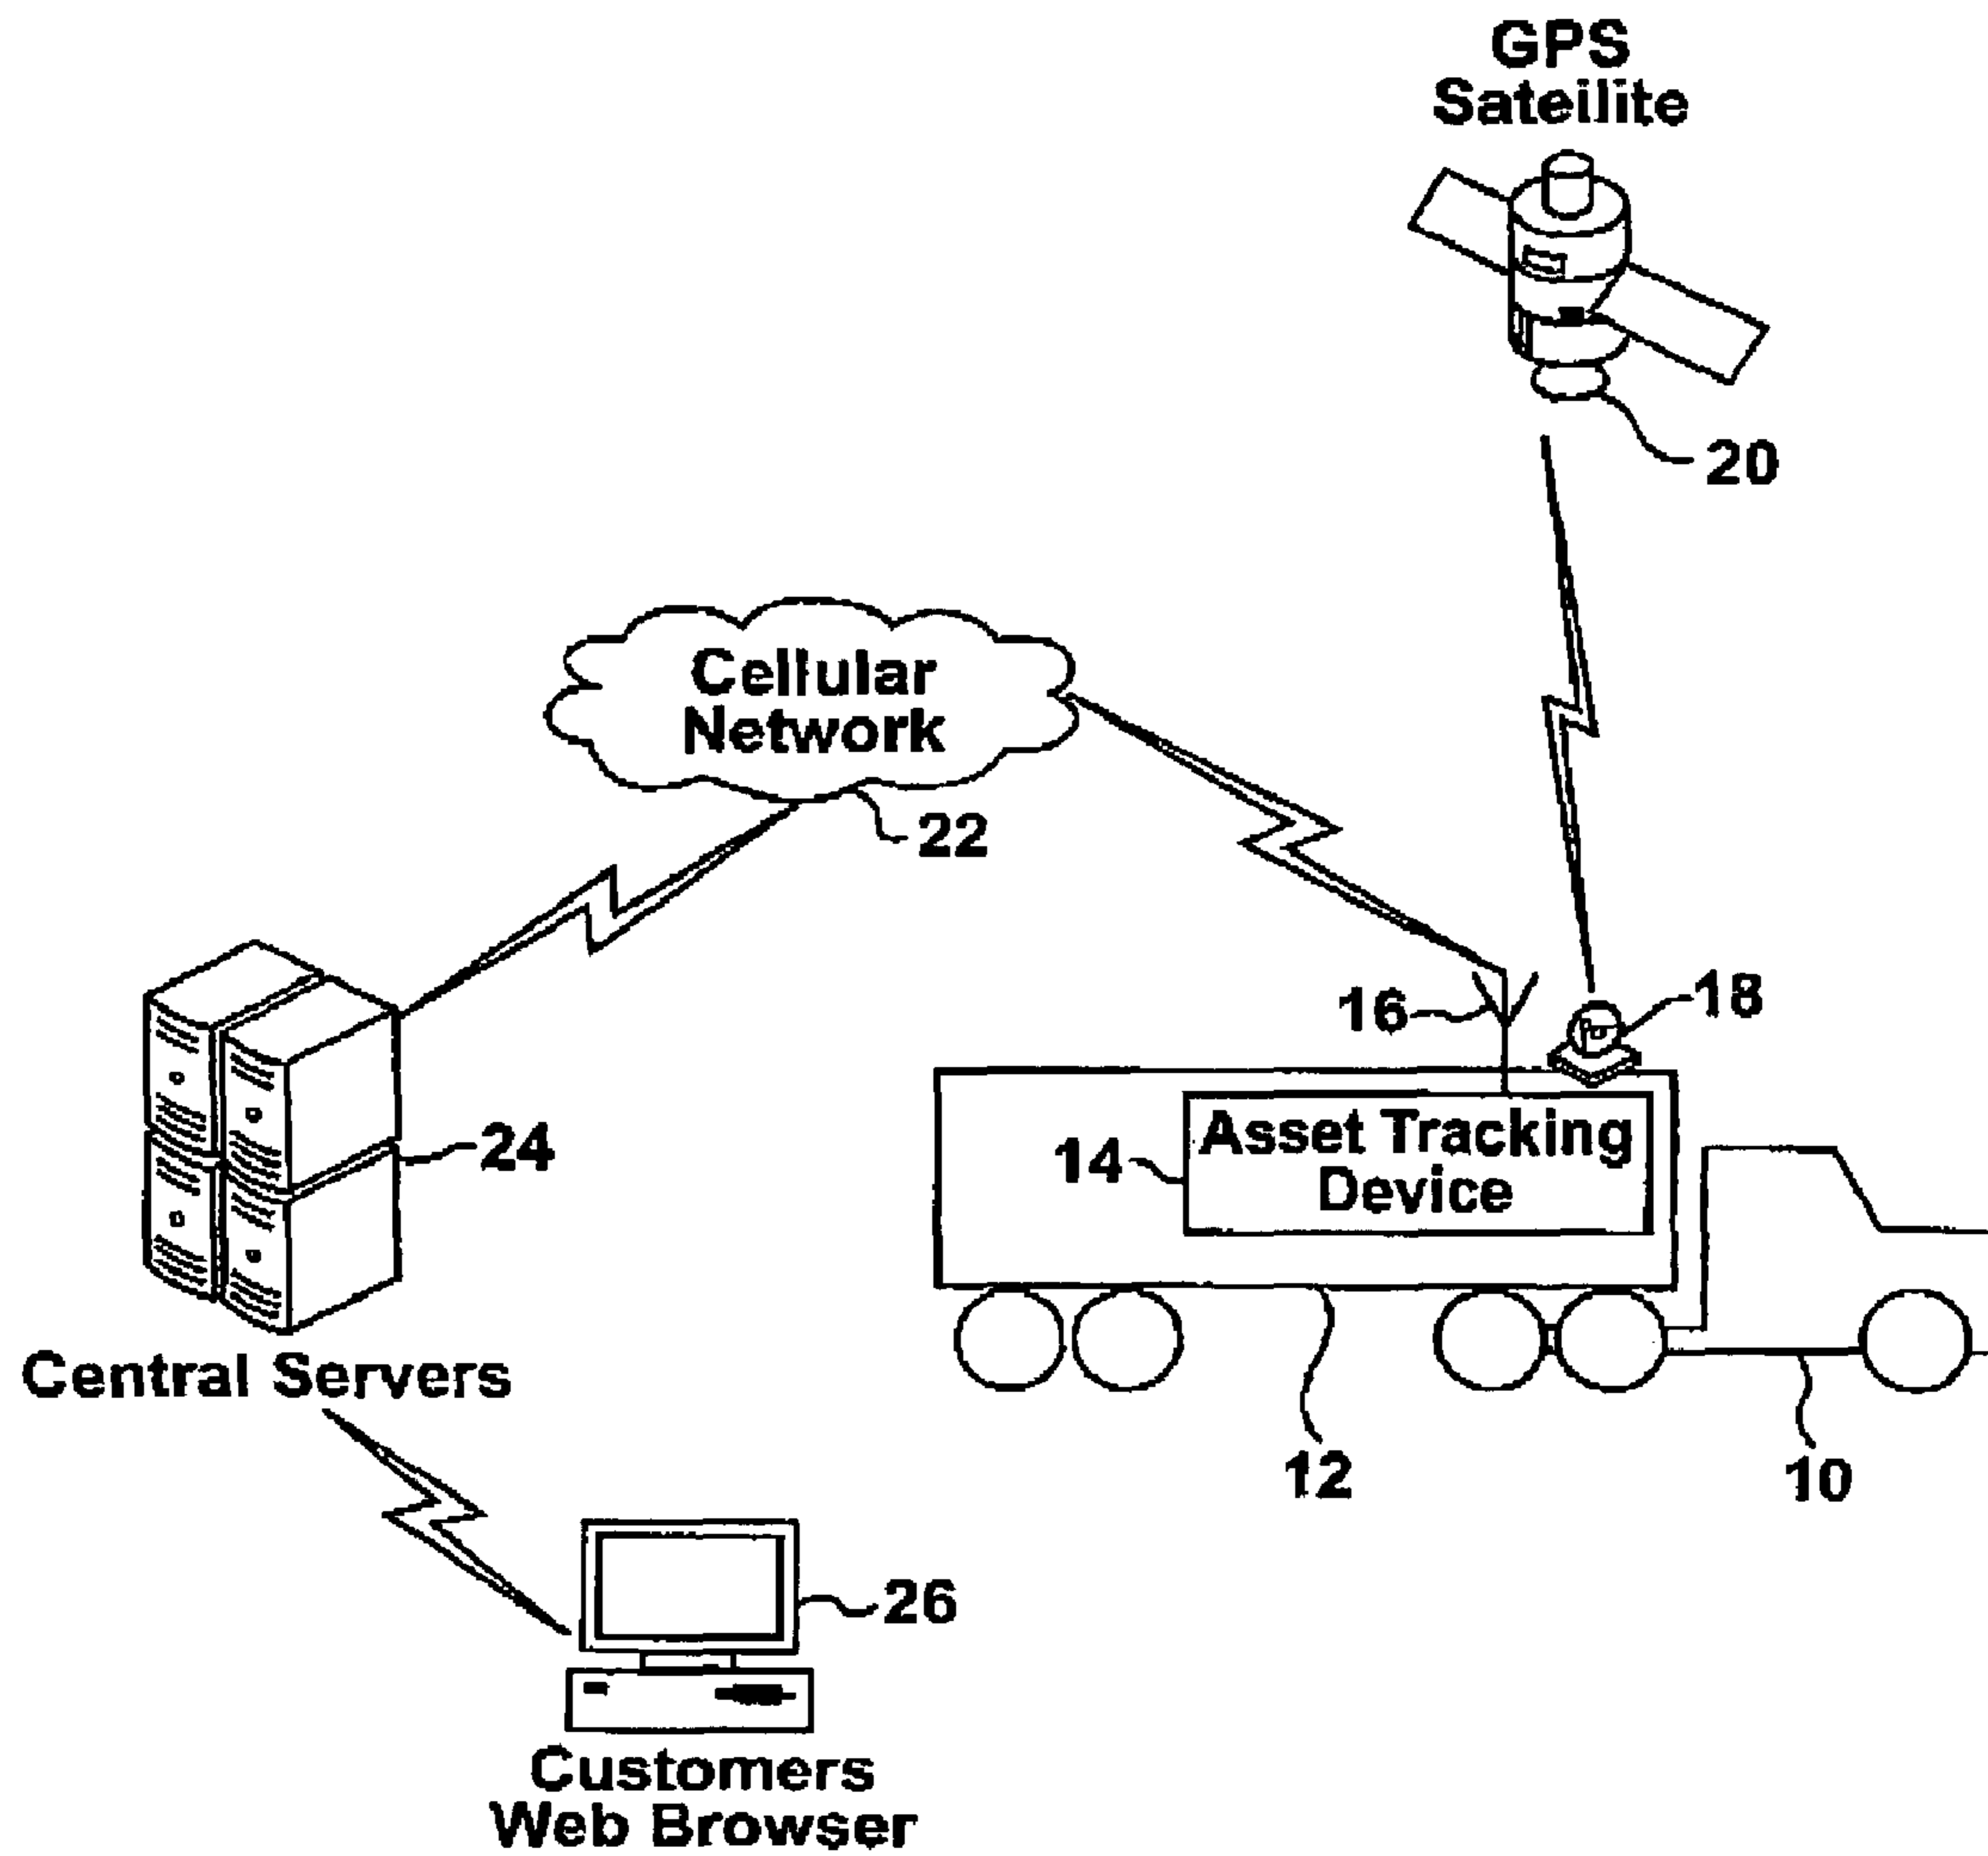 GPS
Satellite
20
Cellular
Network
22
16
18
Asset Tracking
Device
14
24
Central Servers
12
10
26
Customers
Web Browser